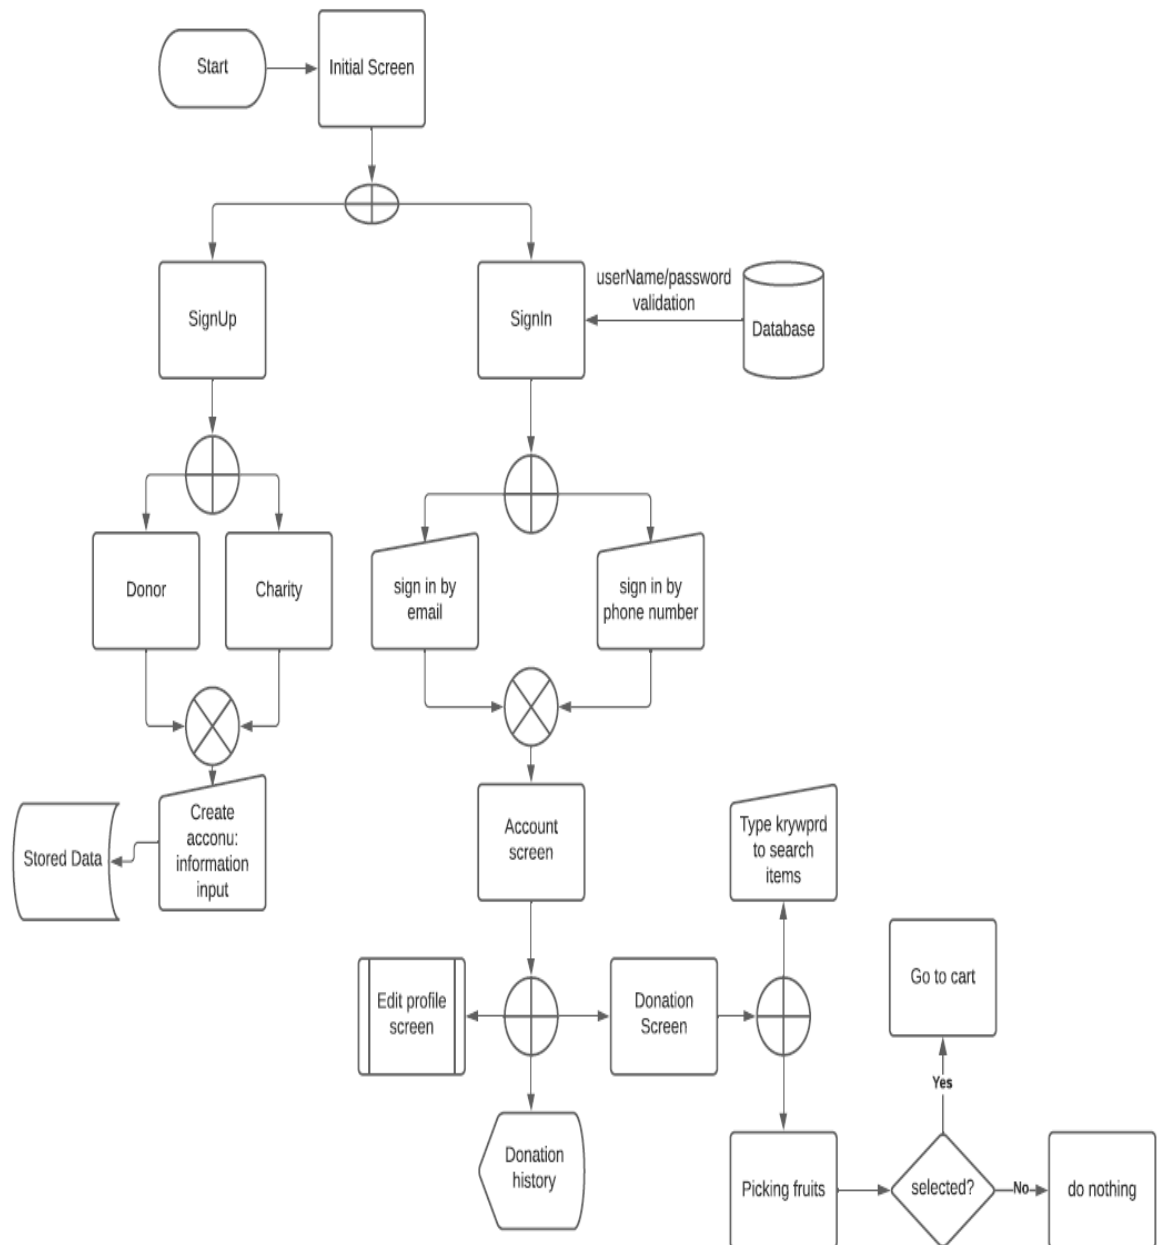 Start
Initial Screen
SignUp
SignIn
userName/password
validation
Database
Donor
Charity
sign in by
email
sign in by
phone number
Stored Data
Create
acconu:
information
input
Account
screen
Type krywprd
to search
items
Edit profile
screen
Donation
Screen
Go to cart
Yes
Donation
history
Picking fruits
selected?
No
do nothing